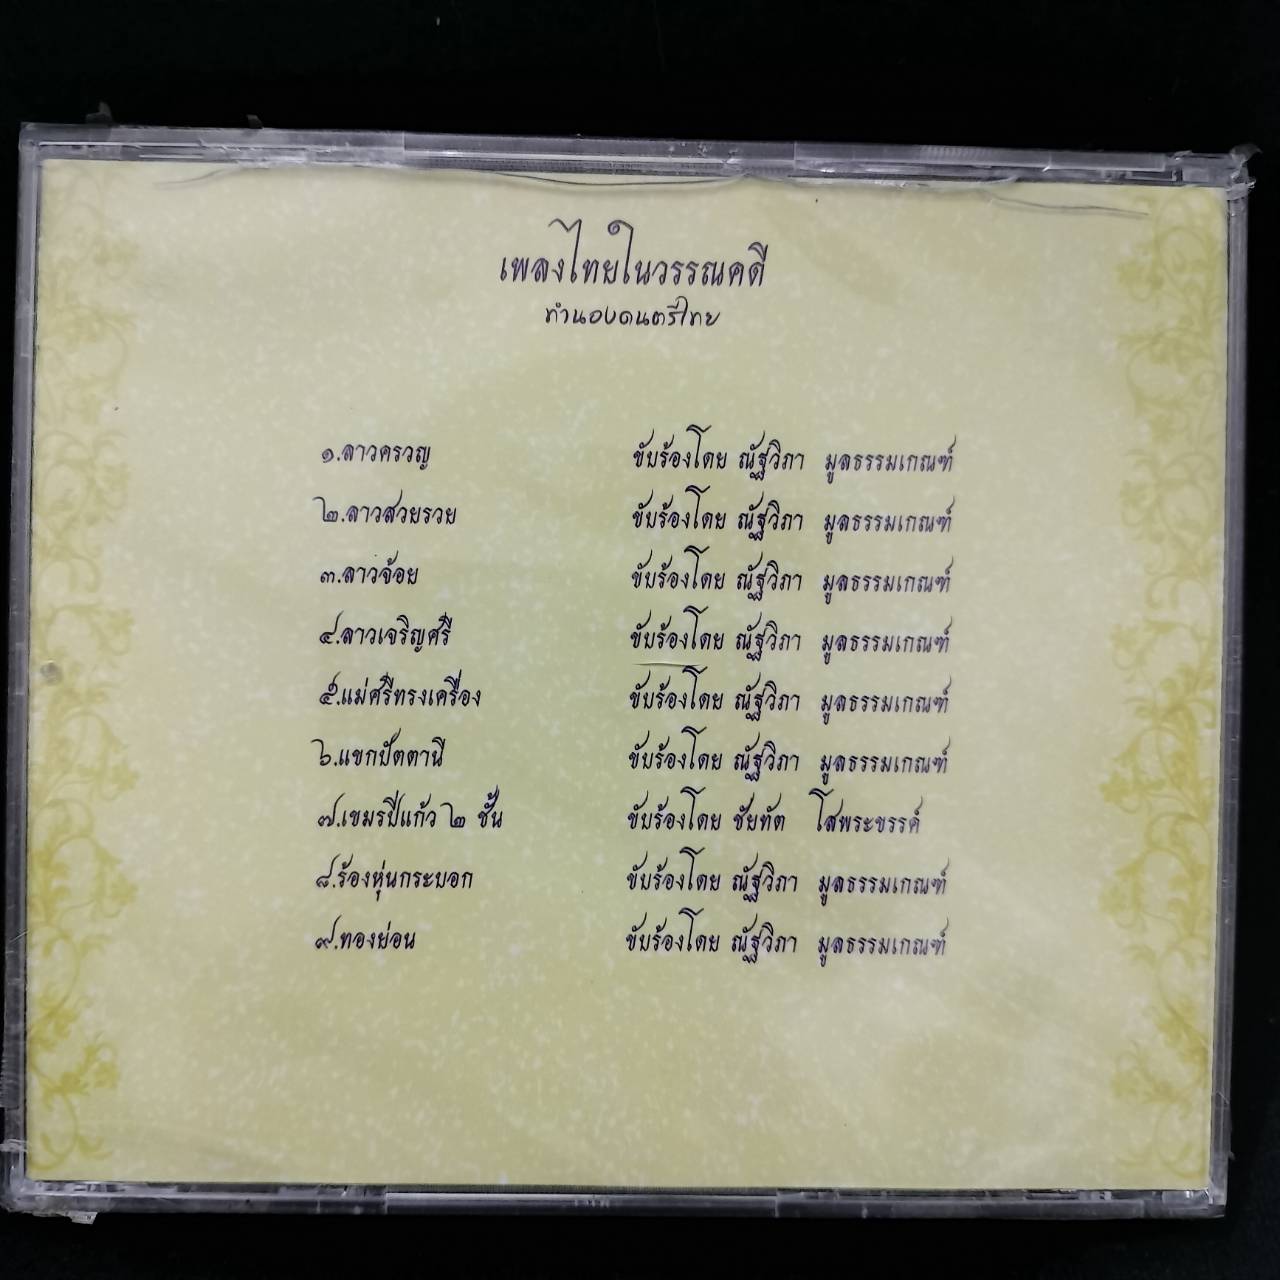 เพลงไทยในวรรณคดี
ทำนองดนตรีไทย
๑.ลาวครวญ ขับร้องโดย ณัฐวิภา มูลธรรมเกณฑ์
๒.ลาวสวยรวย ขับร้องโดย ณัฐวิภา มูลธรรมเกณฑ์
๓.ลาวจ้อย ขับร้องโดย ณัฐวิภา มูลธรรมเกณฑ์
๔.ลาวเจริญศรี ขับร้องโดย ณัฐวิภา มูลธรรมเกณฑ์
๕.แม่ศรีทรงเครื่อง ขับร้องโดย ณัฐวิภา มูลธรรมเกณฑ์
๖.แขกปัตตานี ขับร้องโดย ณัฐวิภา มูลธรรมเกณฑ์
๗.เขมรปี่แก้ว ๒ ชั้น ขับร้องโดย ชัยทัต โสพระขรรค์
๘.ร้องหุ่นกระบอก ขับร้องโดย ณัฐวิภา มูลธรรมเกณฑ์
๙.ทองย่อน ขับร้องโดย ณัฐวิภา มูลธรรมเกณฑ์